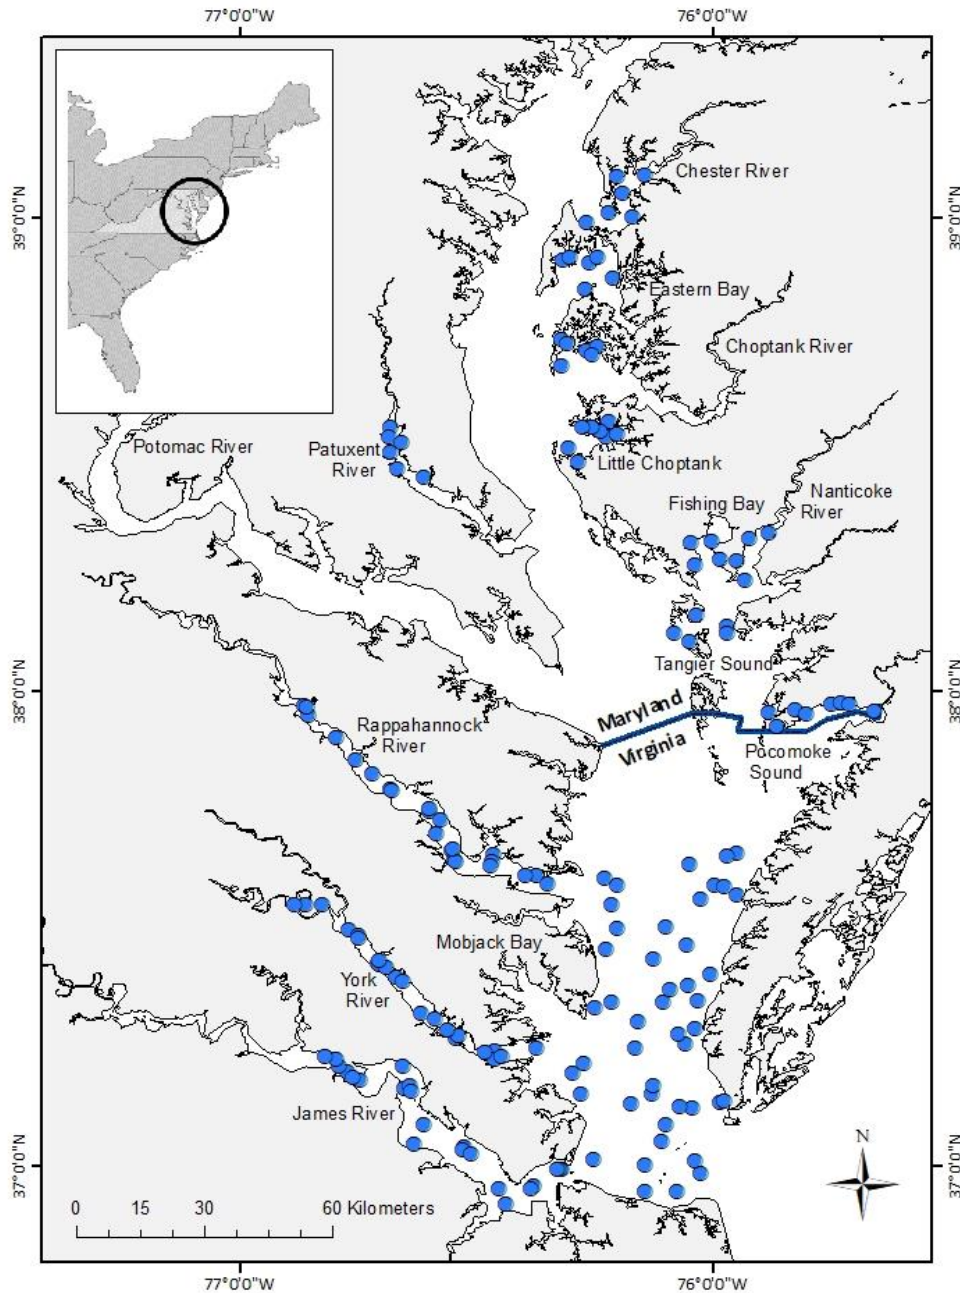 77°0'0"W
76°0'0"W
39°0'0"N
39°0'0"N
Chester River
Eastern Bay
Choptank River
Potomac River
Patuxent
River
Little Choptank
Fishing Bay
Nanticoke
River
Tangier Sound
38°0'0"N
38°0'0"N
Maryland
Virginia
Rappahannock
River
Pocomoke
Sound
Mobjack Bay
York
River
James River
N
37°0'0"N
37°0'0"N
0 15 30 60 Kilometers
77°0'0"W
76°0'0"W